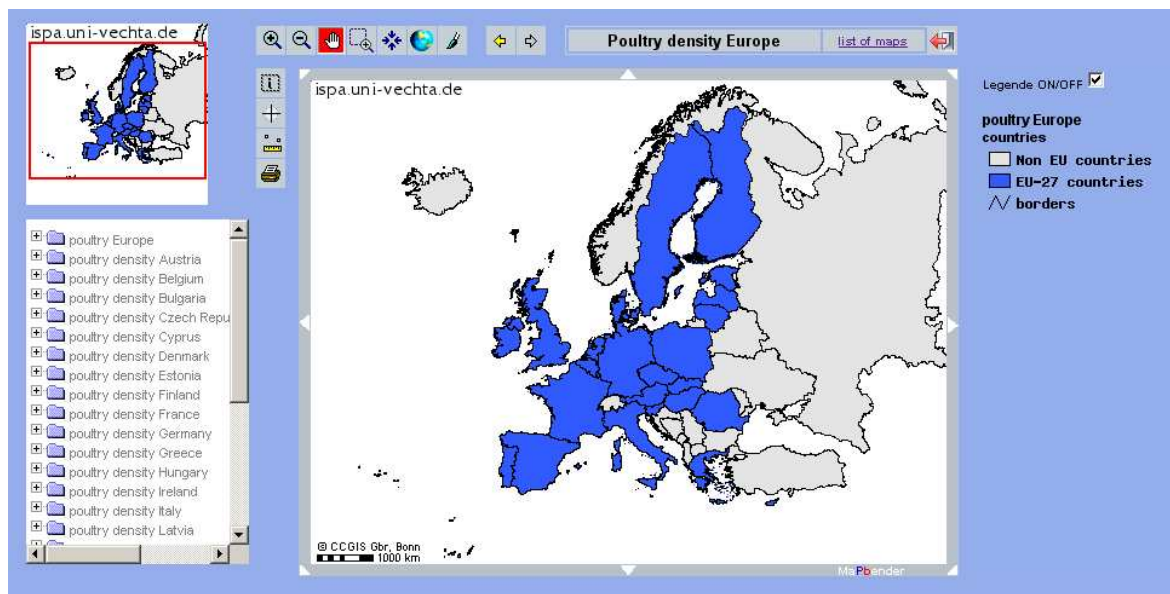 ispa.uni-vechta.de
Poultry density Europe
list of maps
ispa.uni-vechta.de
Legende ON/OFF
poultry Europe
countries
Non EU countries
EU-27 countries
borders
poultry Europe
poultry density Austria
poultry density Belgium
poultry density Bulgaria
poultry density Czech Repu
poultry density Cyprus
poultry density Denmark
poultry density Estonia
poultry density Finland
poultry density France
poultry density Germany
poultry density Greece
poultry density Hungary
poultry density Ireland
poultry density Italy
poultry density Latvia
© CCGIS Gbr, Bonn
1000 km
MaPbender